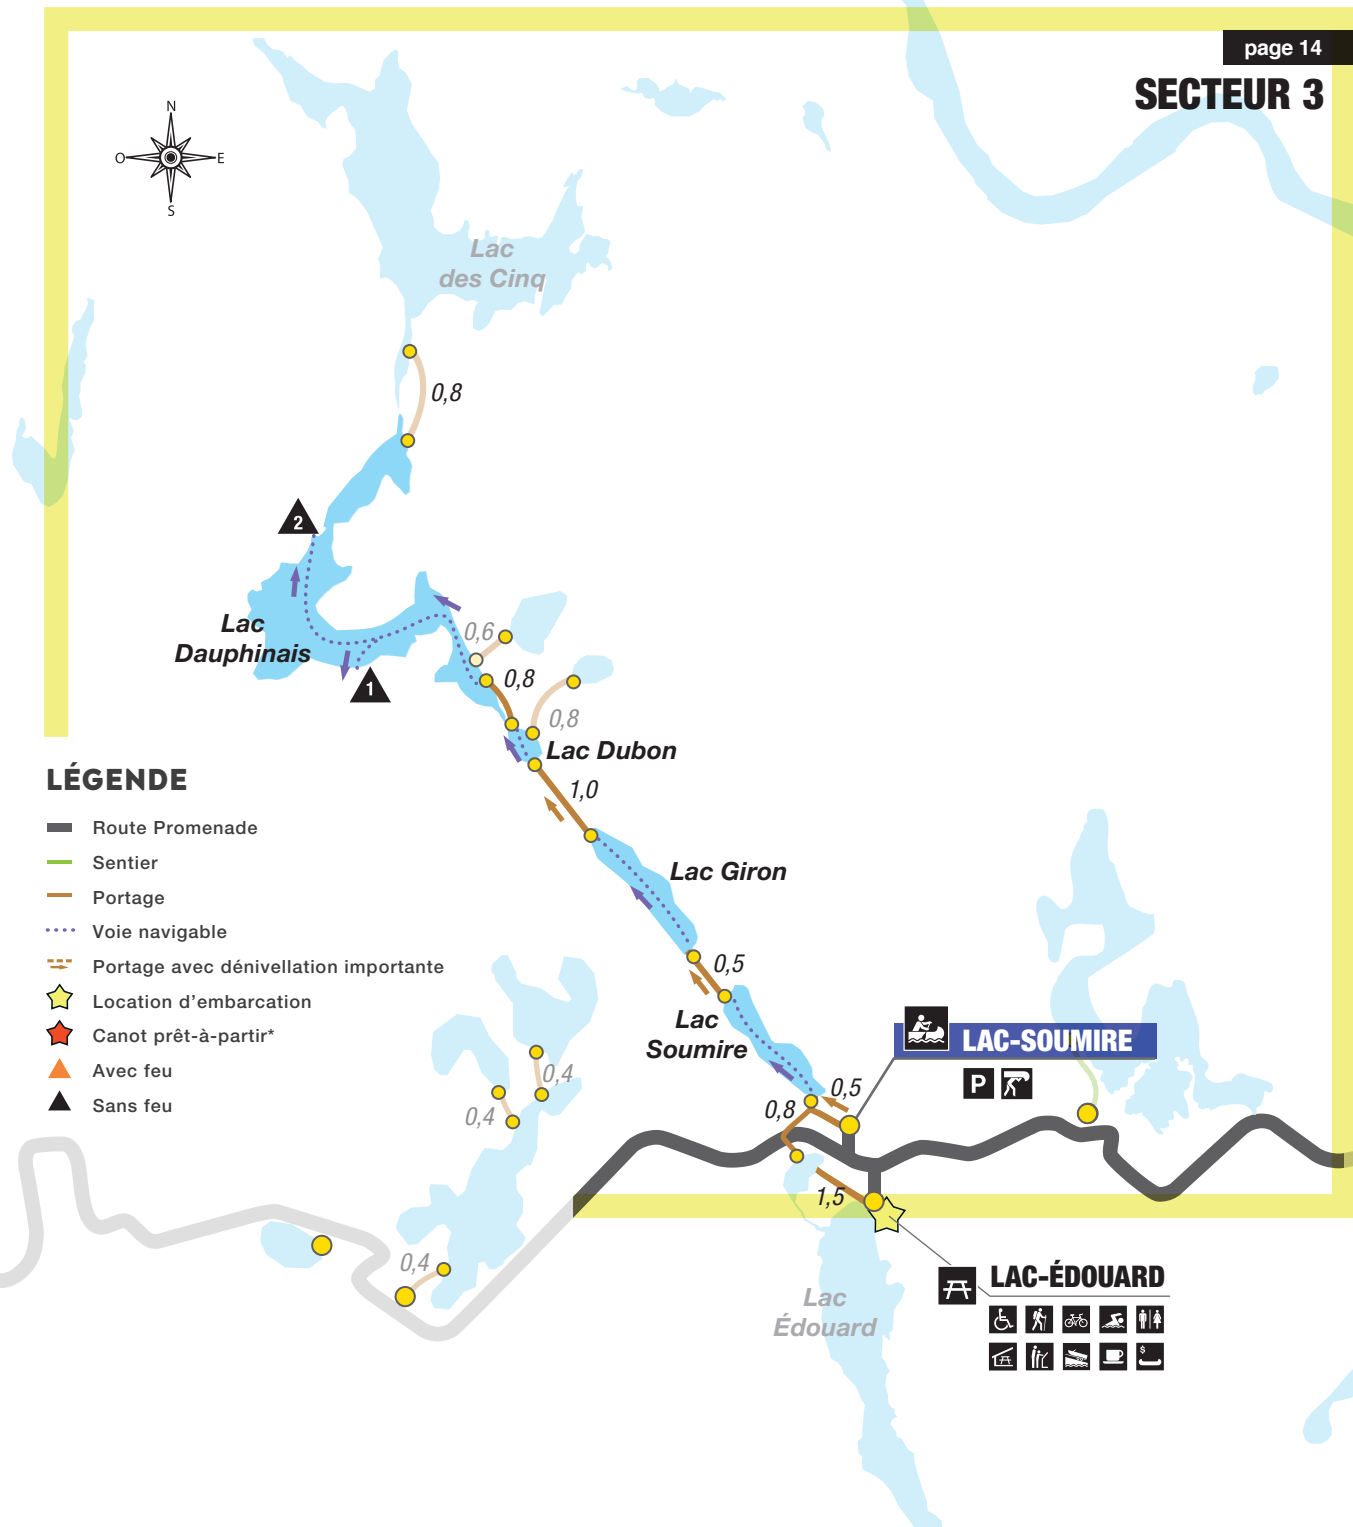 page 14
SECTEUR 3
N
O
E
S
Lac
des Cinq
0,8
2
Lac
Dauphinais
1
0,6
0,8
0,8
Lac Dubon
1,0
Lac Giron
0,5
Lac
Soumire
LAC-SOUMIRE
P
0,5
0,8
1,5
0,4
0,4
0,4
LAC-ÉDOUARD
Lac
Édouard
$
LÉGENDE
Route Promenade
Sentier
Portage
Voie navigable
Portage avec dénivellation importante
Location d'embarcation
Canot prêt-à-partir*
Avec feu
Sans feu